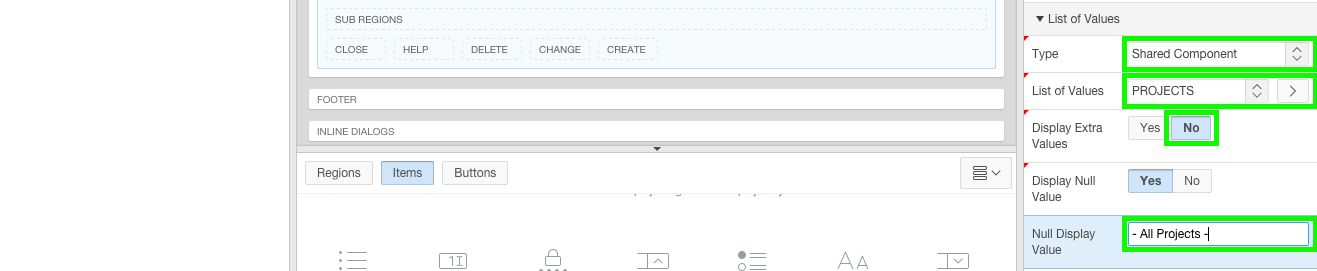 SUB REGIONS
CLOSE HELP DELETE CHANGE CREATE
FOOTER
INLINE DIALOGS
Regions Items Buttons
List of Values
Type Shared Component
List of Values PROJECTS
Display Extra Values Yes No
Display Null Value Yes No
Null Display Value - All Projects -